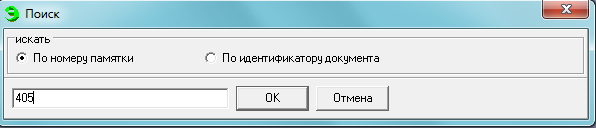 Поиск
искать
По номеру памятки По идентификатору документа
405 OK Отмена